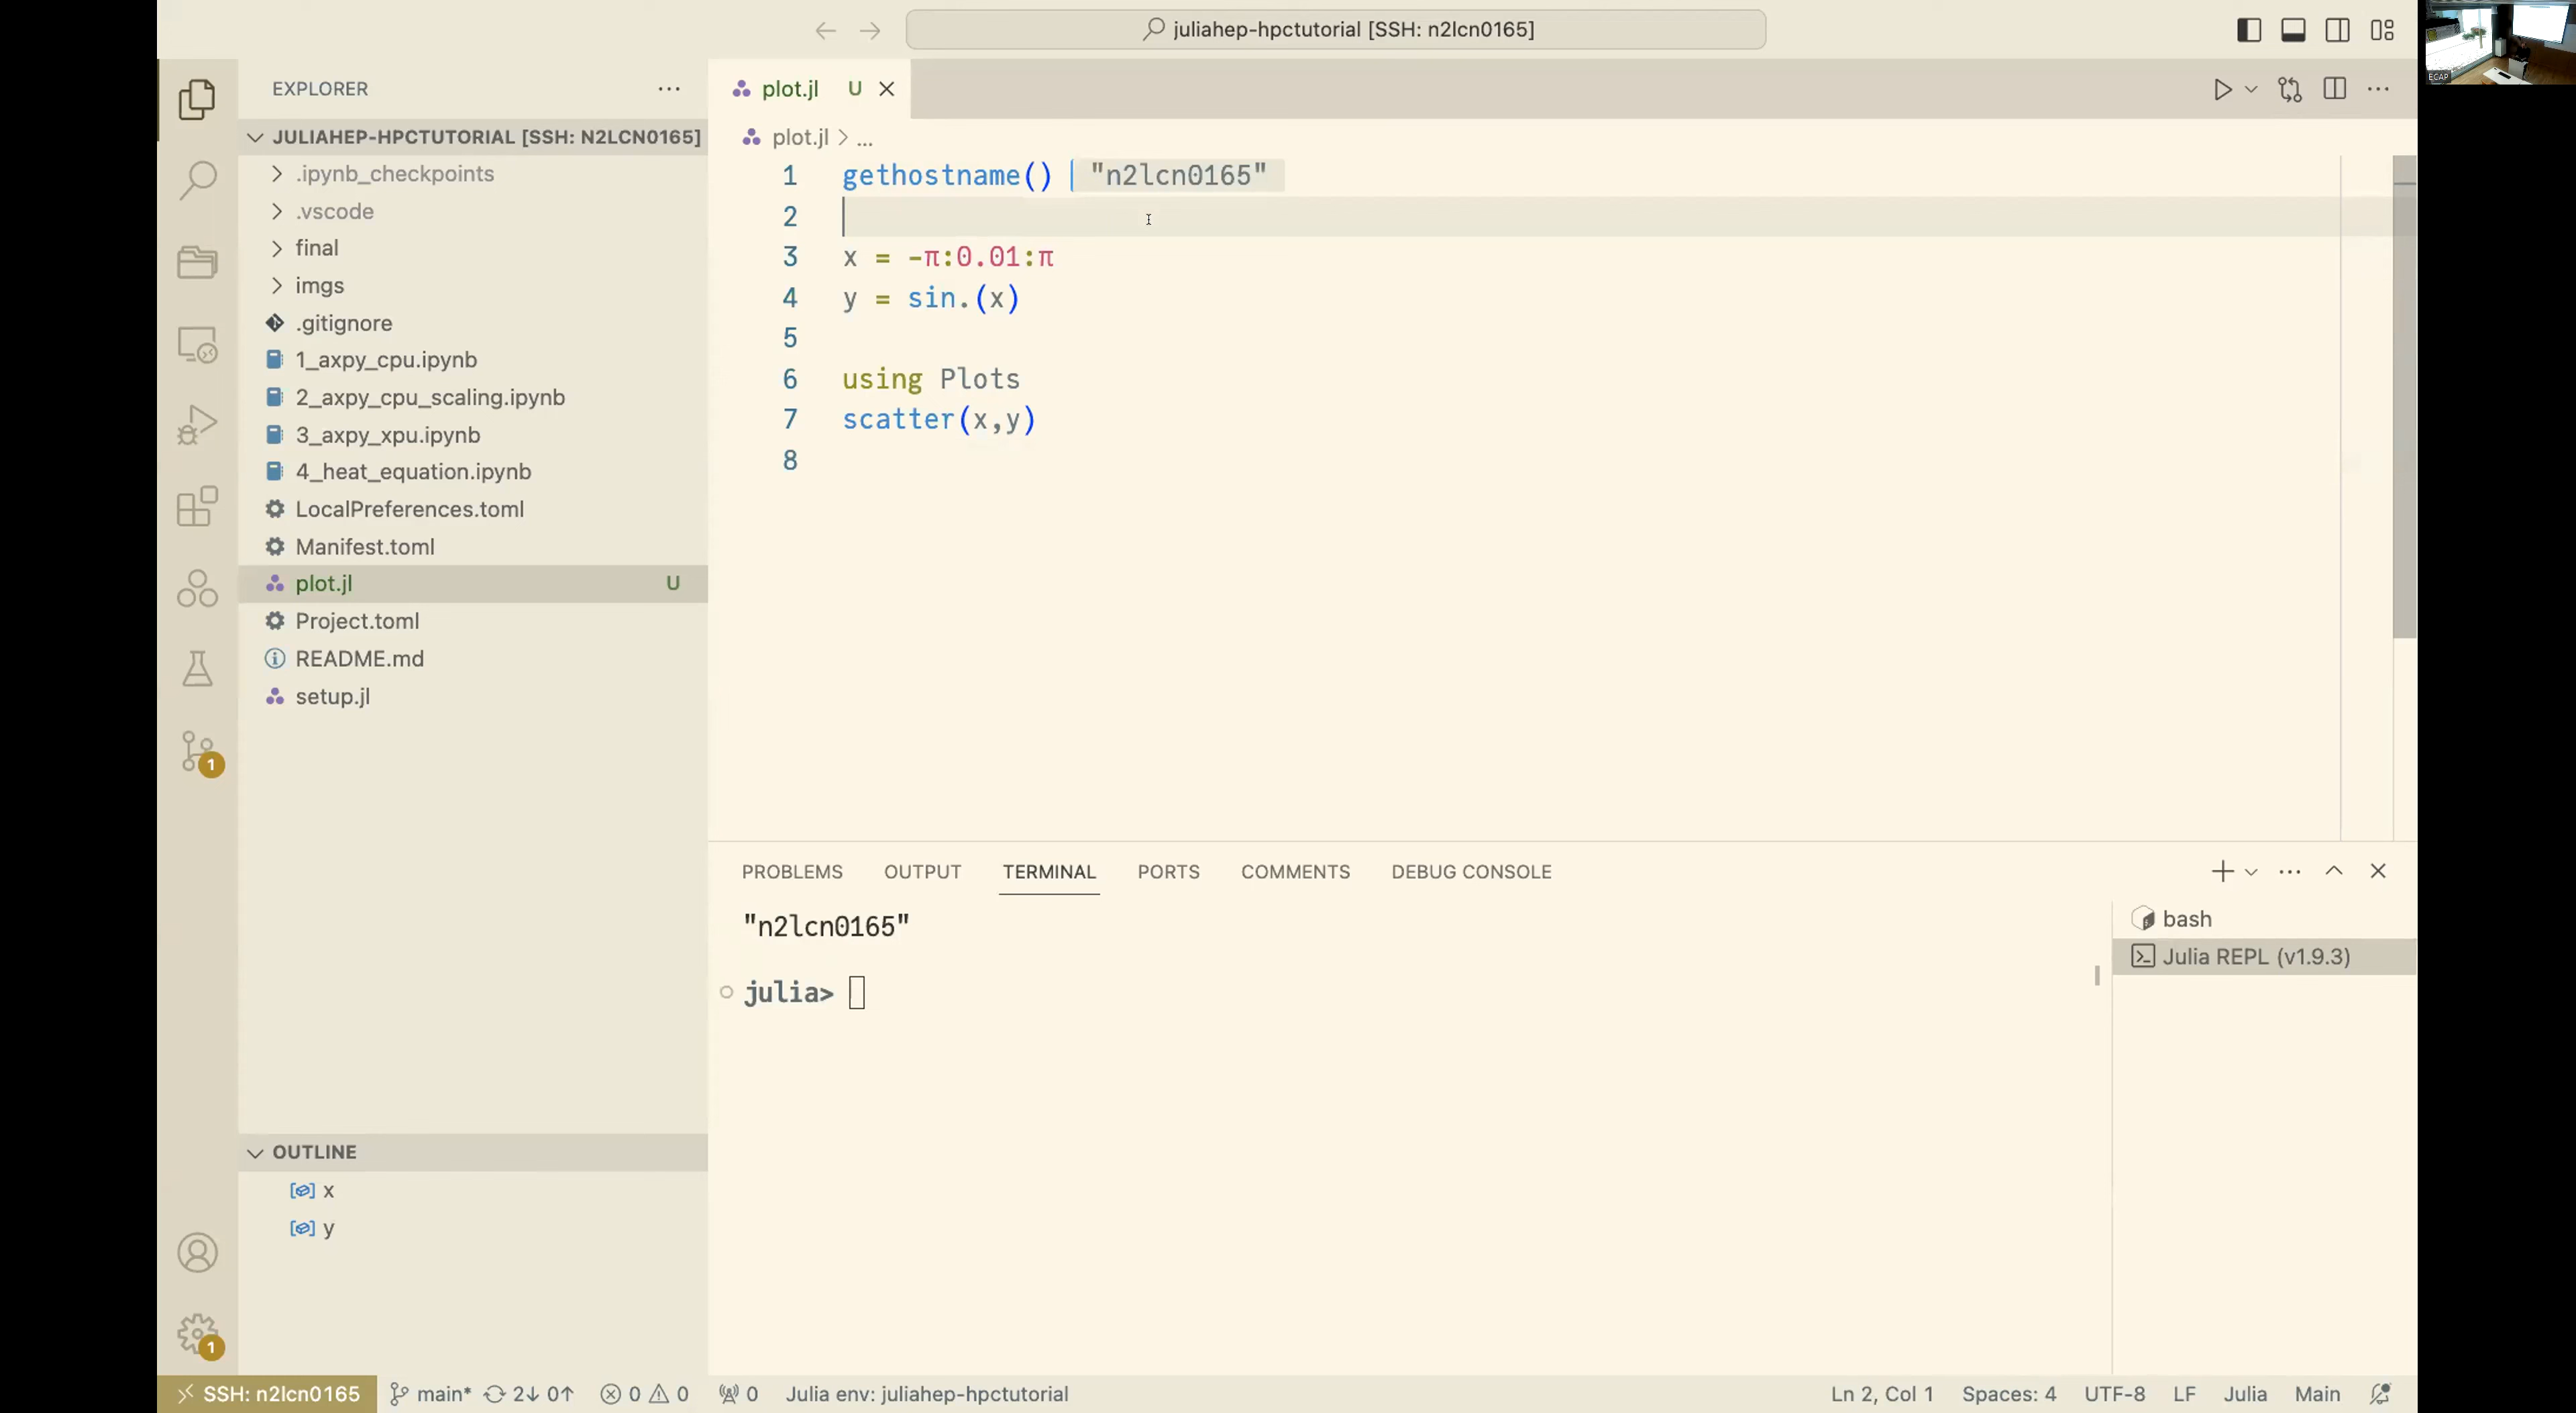 juliahep-hpctutorial [SSH: n2lcn0165]
ECAP
EXPLORER
JULIAHEP-HPCTUTORIAL [SSH: N2LCN0165]
.ipynb_checkpoints
.vscode
final
imgs
.gitignore
1_axpy_cpu.ipynb
2_axpy_cpu_scaling.ipynb
3_axpy_xpu.ipynb
4_heat_equation.ipynb
LocalPreferences.toml
Manifest.toml
plot.jl U
Project.toml
README.md
setup.jl
1
OUTLINE
x
y
1
plot.jl U
plot.jl > ...
1 gethostname() "n2lcn0165"
2
3 x = -π:0.01:π
4 y = sin.(x)
5
6 using Plots
7 scatter(x,y)
8
PROBLEMS OUTPUT TERMINAL PORTS COMMENTS DEBUG CONSOLE
"n2lcn0165"
julia>
bash
Julia REPL (v1.9.3)
SSH: n2lcn0165 main* 2↓ 0↑ 0 0 0 Julia env: juliahep-hpctutorial Ln 2, Col 1 Spaces: 4 UTF-8 LF Julia Main